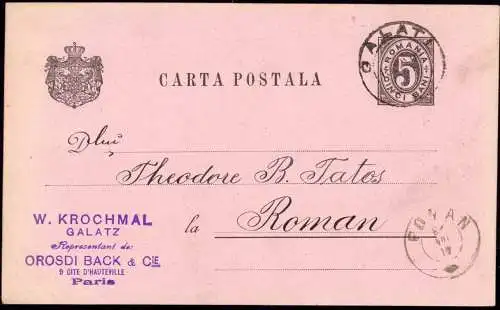 CARTA POSTALA
GALATI
ROMANIA
5
CINCI BANI
Dlui
Theodore B. Tatos
la Roman
W. KROCHMAL
GALATZ
Representant de:
OROSDI BACK & CIE.
9 CITE D'HAUTEVILLE
Paris
ROMAN